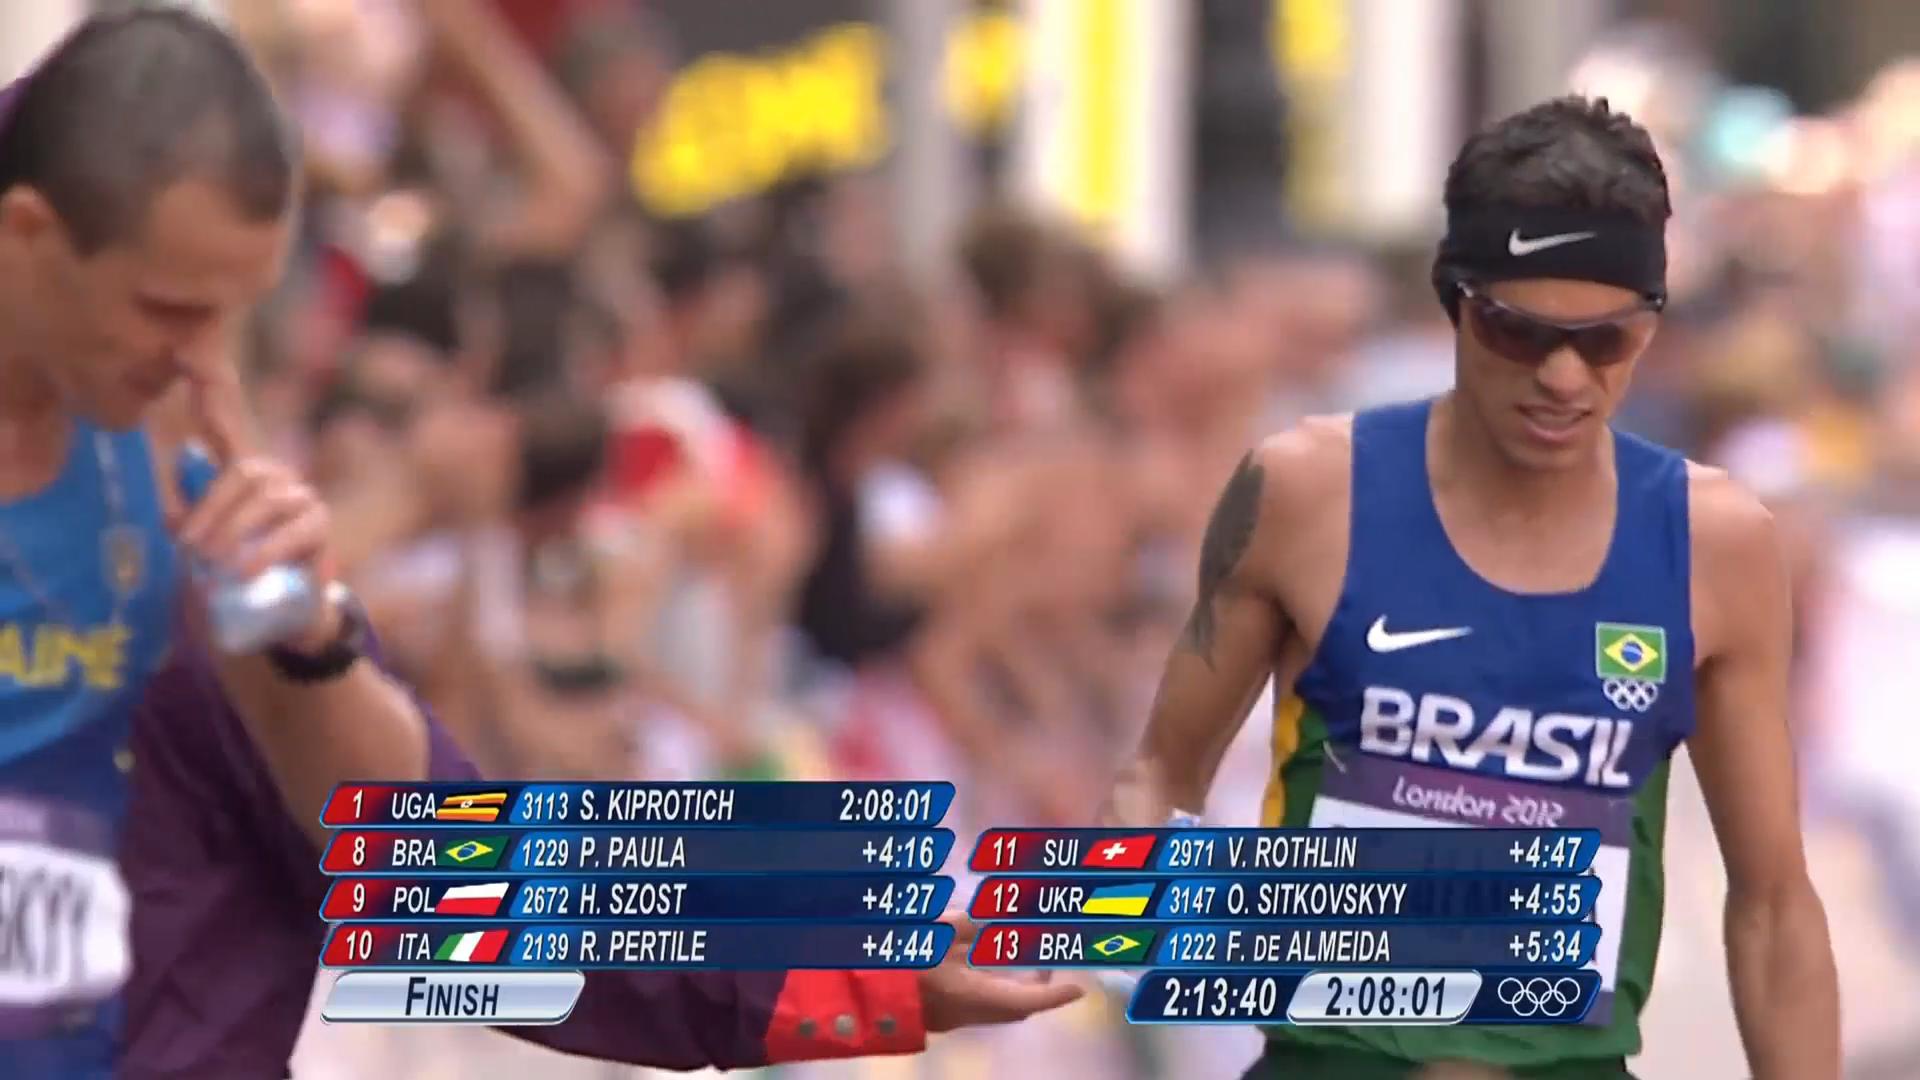 BRASIL
London 2012
1 UGA 3113 S. KIPROTICH 2:08:01
8 BRA 1229 P. PAULA +4:16
9 POL 2672 H. SZOST +4:27
10 ITA 2139 R. PERTILE +4:44
11 SUI 2971 V. ROTHLIN +4:47
12 UKR 3147 O. SITKOVSKYY +4:55
13 BRA 1222 F. DE ALMEIDA +5:34
FINISH
2:13:40 2:08:01